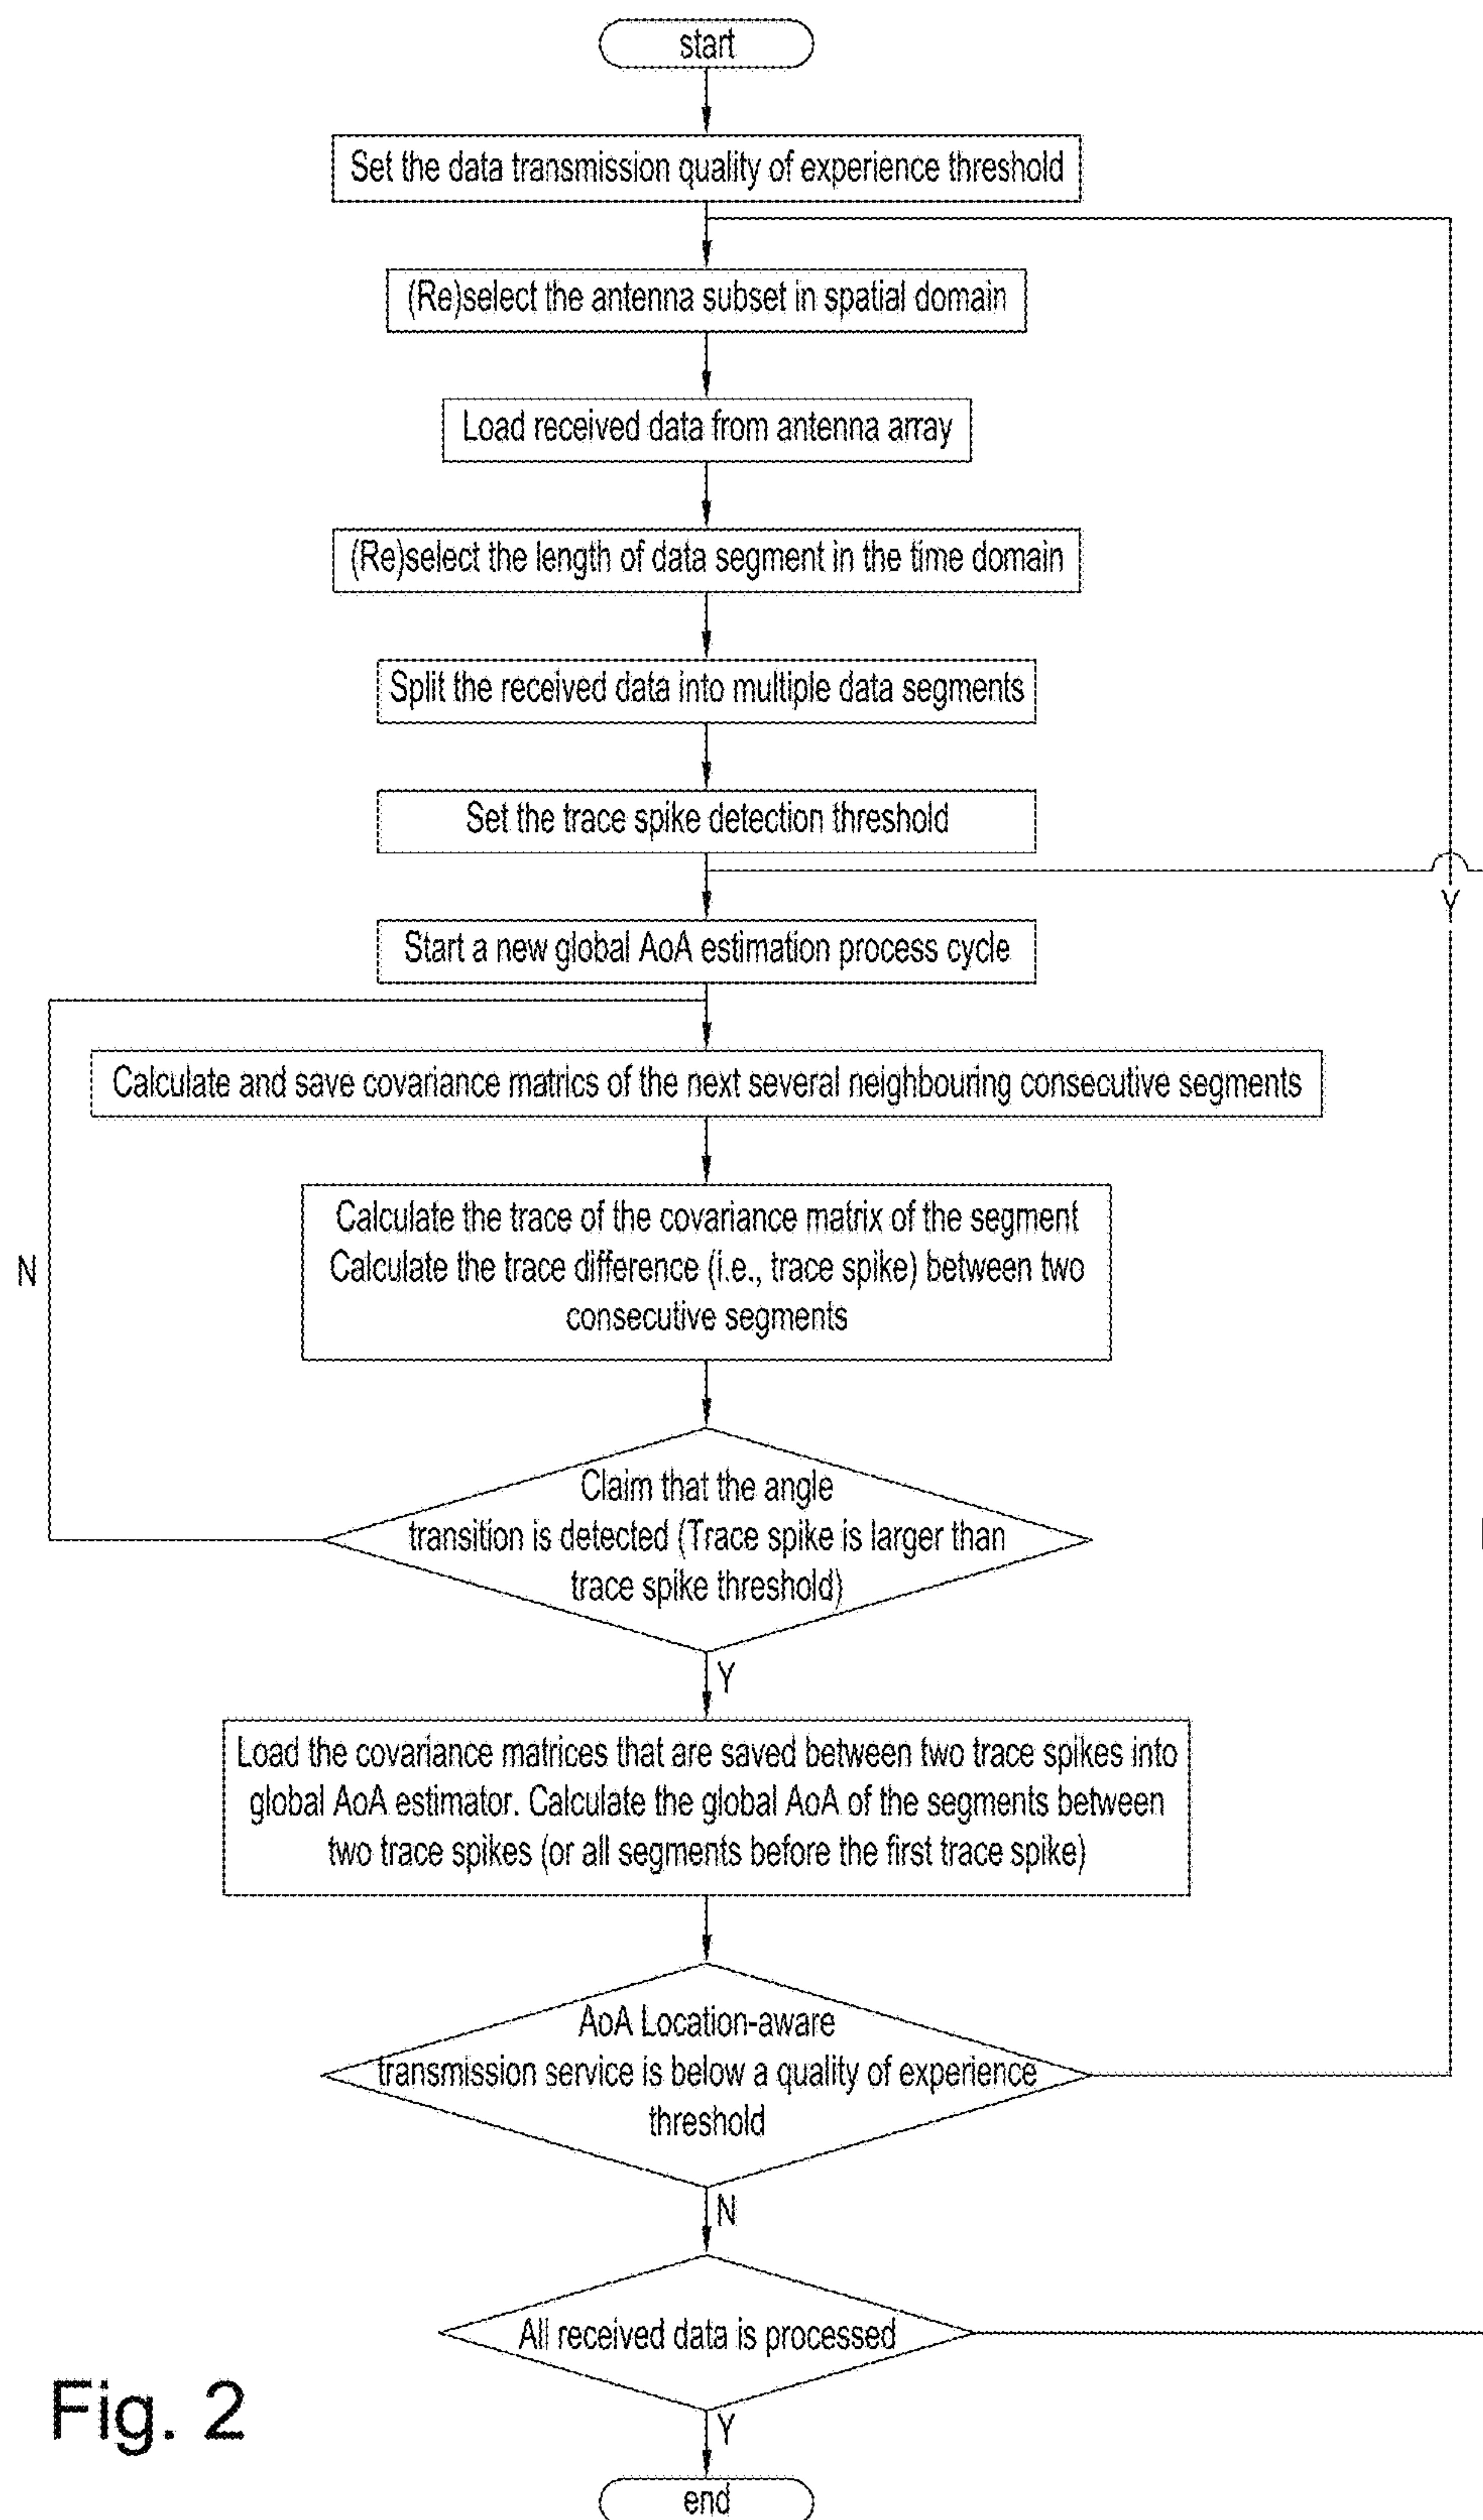 start
Set the data transmission quality of experience threshold
(Re)select the antenna subset in spatial domain
Load received data from antenna array
(Re)select the length of data segment in the time domain
Split the received data into multiple data segments
Set the trace spike detection threshold
Y
Start a new global AoA estimation process cycle
Calculate and save covariance matrics of the next several neighbouring consecutive segments
Calculate the trace of the covariance matrix of the segment
Calculate the trace difference (i.e., trace spike) between two
consecutive segments
N
Claim that the angle
transition is detected (Trace spike is larger than
trace spike threshold)
Y
Load the covariance matrices that are saved between two trace spikes into
global AoA estimator. Calculate the global AoA of the segments between
two trace spikes (or all segments before the first trace spike)
AoA Location-aware
transmission service is below a quality of experience
threshold
N
All received data is processed
Y
end
Fig. 2